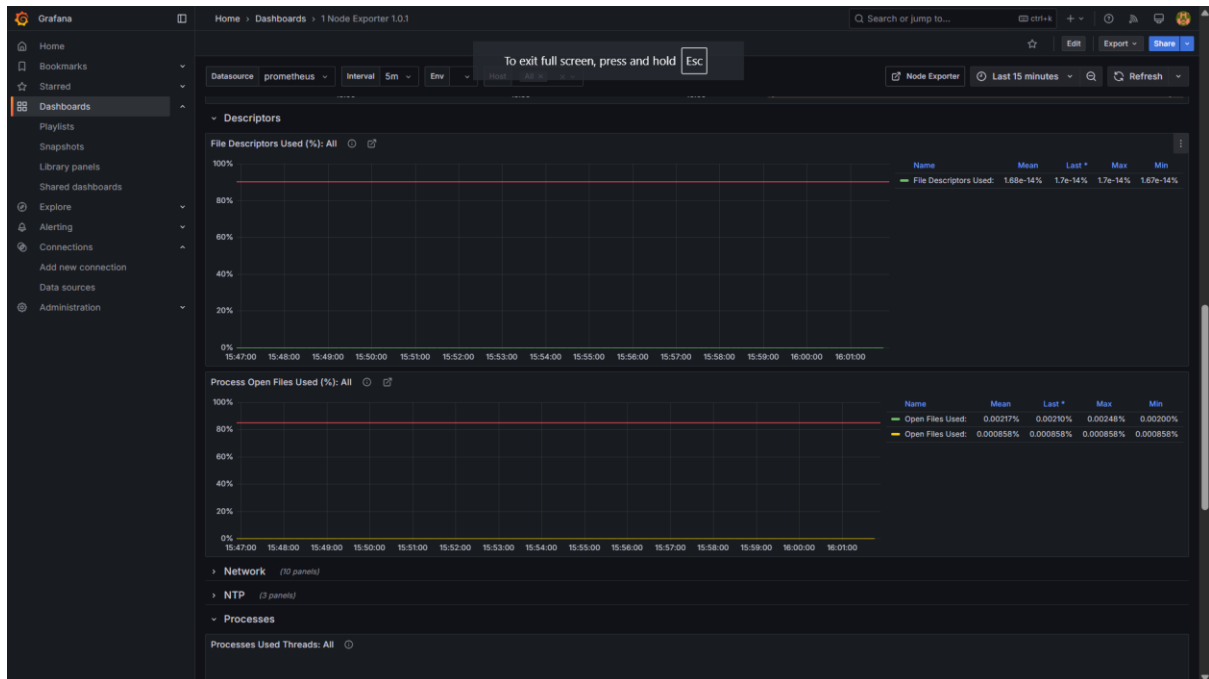 Grafana
Home › Dashboards › 1 Node Exporter 1.0.1
Search or jump to...
ctrl+k
Home
Bookmarks
Starred
Dashboards
Playlists
Snapshots
Library panels
Shared dashboards
Explore
Alerting
Connections
Add new connection
Data sources
Administration
Edit
Export
Share
To exit full screen, press and hold Esc
Datasource prometheus
Interval 5m
Env
Host All ×
Node Exporter
Last 15 minutes
Refresh
Descriptors
File Descriptors Used (%): All
100%
80%
60%
40%
20%
0%
15:47:00 15:48:00 15:49:00 15:50:00 15:51:00 15:52:00 15:53:00 15:54:00 15:55:00 15:56:00 15:57:00 15:58:00 15:59:00 16:00:00 16:01:00
Name Mean Last * Max Min
File Descriptors Used: 1.68e-14% 1.7e-14% 1.7e-14% 1.67e-14%
Process Open Files Used (%): All
100%
80%
60%
40%
20%
0%
15:47:00 15:48:00 15:49:00 15:50:00 15:51:00 15:52:00 15:53:00 15:54:00 15:55:00 15:56:00 15:57:00 15:58:00 15:59:00 16:00:00 16:01:00
Name Mean Last * Max Min
Open Files Used: 0.00217% 0.00210% 0.00248% 0.00200%
Open Files Used: 0.000858% 0.000858% 0.000858% 0.000858%
Network (10 panels)
NTP (3 panels)
Processes
Processes Used Threads: All